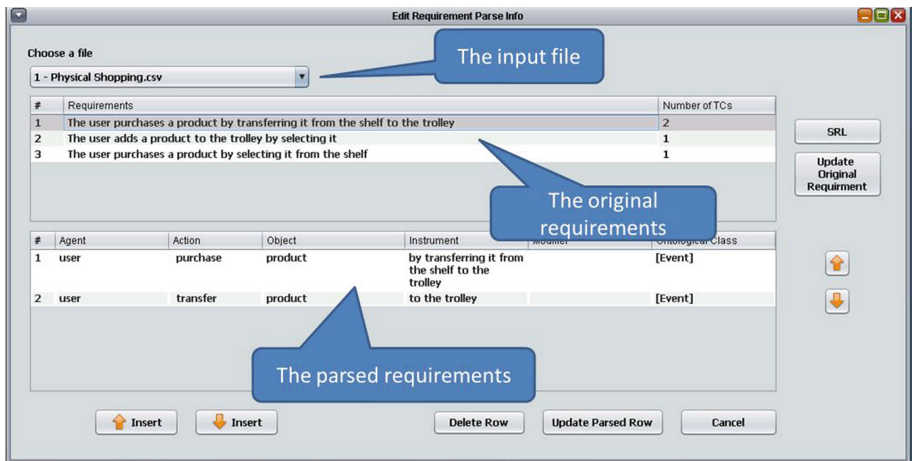 Edit Requirement Parse Info
Choose a file
The input file
1 - Physical Shopping.csv
# Requirements Number of TCs
1 The user purchases a product by transferring it from the shelf to the trolley 2
2 The user adds a product to the trolley by selecting it 1
3 The user purchases a product by selecting it from the shelf 1
SRL
Update
Original
Requirment
The original
requirements
# Agent Action Object Instrument Ontological Class
1 user purchase product by transferring it from [Event]
the shelf to the
trolley
2 user transfer product to the trolley [Event]
The parsed requirements
Insert Insert Delete Row Update Parsed Row Cancel